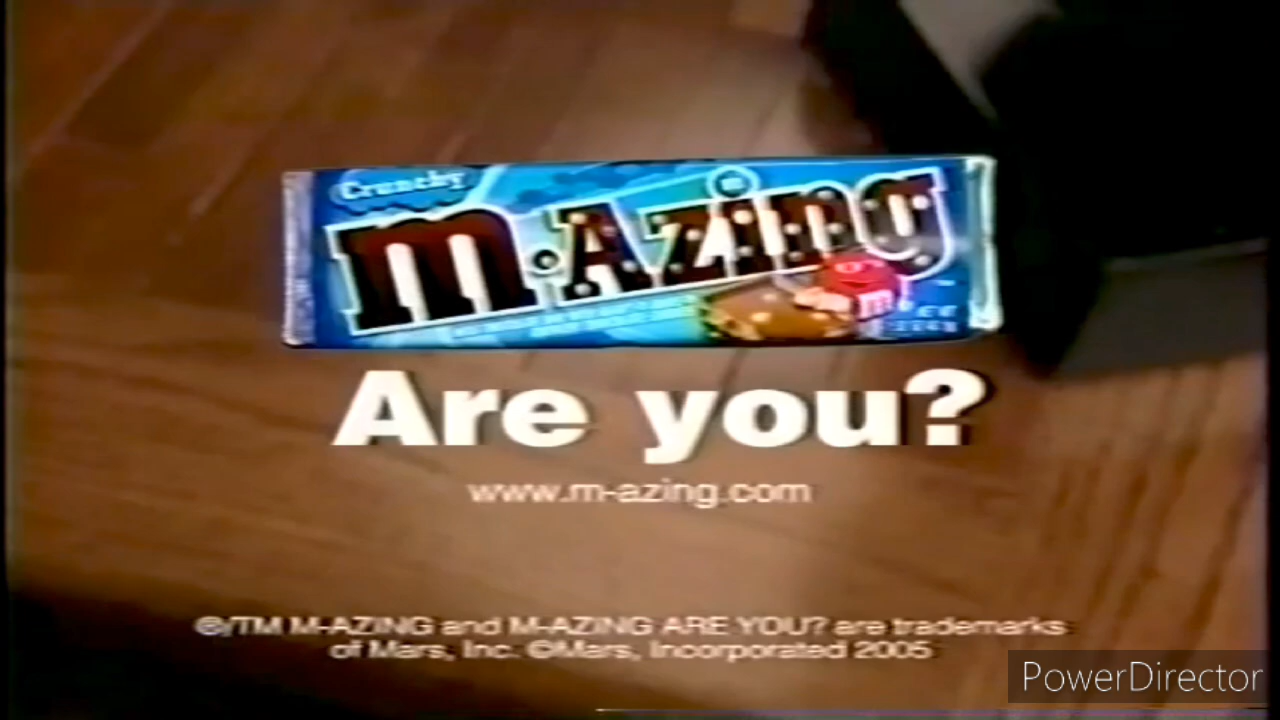 Crunchy
m·Azing
m
Are you?
www.m-azing.com
®/TM M-AZING and M-AZING ARE YOU? are trademarks
of Mars, Inc. ©Mars, Incorporated 2005
PowerDirector